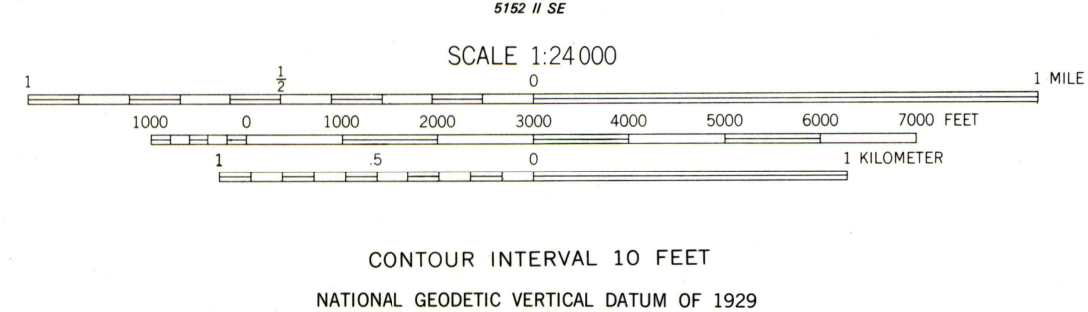 5152 II SE
SCALE 1:24 000
1 1/2 0 1 MILE
1000 0 1000 2000 3000 4000 5000 6000 7000 FEET
1 .5 0 1 KILOMETER
CONTOUR INTERVAL 10 FEET
NATIONAL GEODETIC VERTICAL DATUM OF 1929